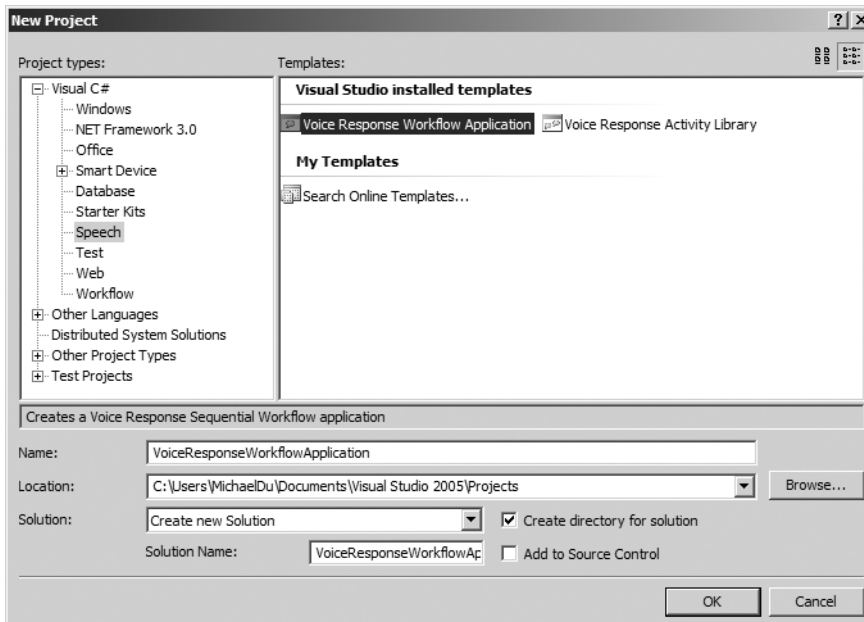 New Project
Project types:
Templates:
Visual C#
Windows
NET Framework 3.0
Office
Smart Device
Database
Starter Kits
Speech
Test
Web
Workflow
Other Languages
Distributed System Solutions
Other Project Types
Test Projects
Visual Studio installed templates
Voice Response Workflow Application
Voice Response Activity Library
My Templates
Search Online Templates...
Creates a Voice Response Sequential Workflow application
Name:
VoiceResponseWorkflowApplication
Location:
C:\Users\MichaelDu\Documents\Visual Studio 2005\Projects
Browse...
Solution:
Create new Solution
Create directory for solution
Solution Name:
VoiceResponseWorkflowAp
Add to Source Control
OK
Cancel